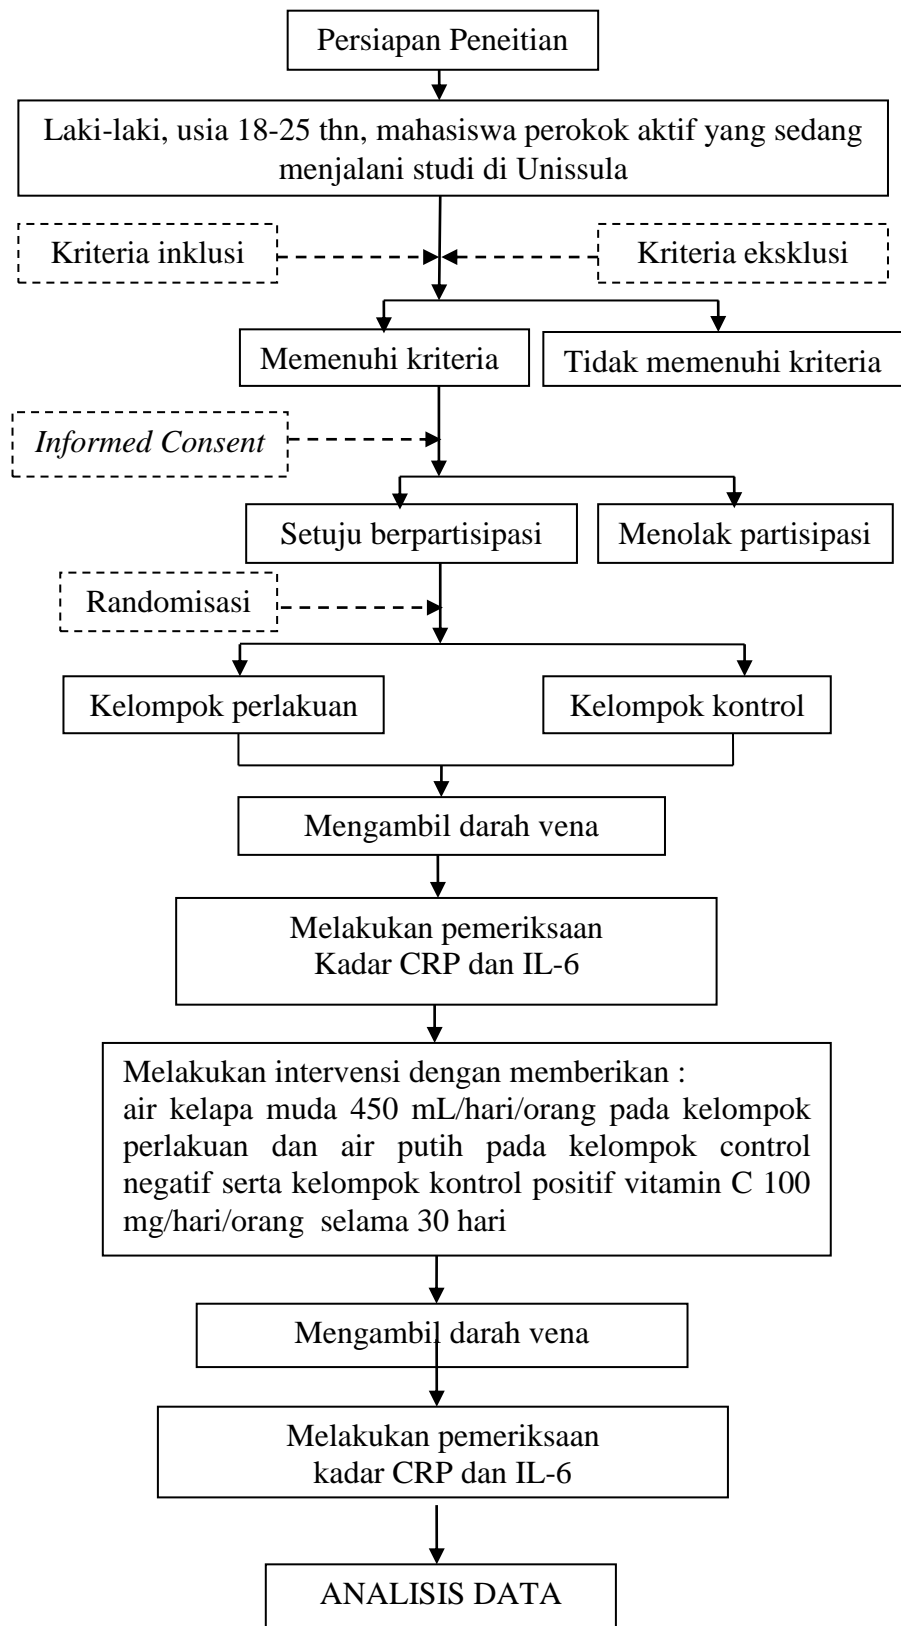 Persiapan Peneitian
Laki-laki, usia 18-25 thn, mahasiswa perokok aktif yang sedang
menjalani studi di Unissula
Kriteria inklusi
Kriteria eksklusi
Memenuhi kriteria
Tidak memenuhi kriteria
Informed Consent
Setuju berpartisipasi
Menolak partisipasi
Randomisasi
Kelompok perlakuan
Kelompok kontrol
Mengambil darah vena
Melakukan pemeriksaan
Kadar CRP dan IL-6
Melakukan intervensi dengan memberikan :
air kelapa muda 450 mL/hari/orang pada kelompok
perlakuan dan air putih pada kelompok control
negatif serta kelompok kontrol positif vitamin C 100
mg/hari/orang selama 30 hari
Mengambil darah vena
Melakukan pemeriksaan
kadar CRP dan IL-6
ANALISIS DATA